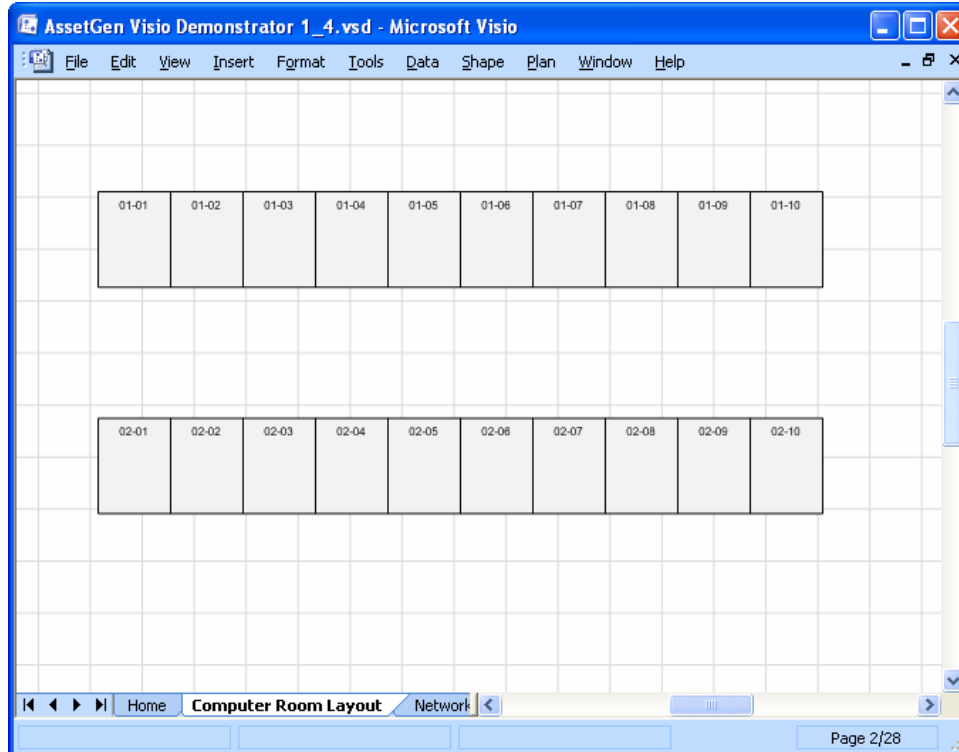 AssetGen Visio Demonstrator 1_4.vsd - Microsoft Visio
File Edit View Insert Format Tools Data Shape Plan Window Help
01-01 01-02 01-03 01-04 01-05 01-06 01-07 01-08 01-09 01-10
02-01 02-02 02-03 02-04 02-05 02-06 02-07 02-08 02-09 02-10
Home Computer Room Layout Network
Page 2/28